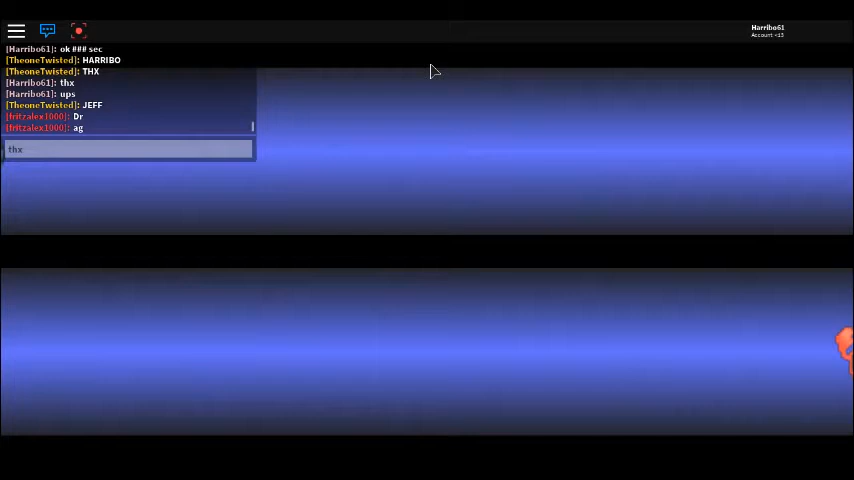 Harribo61
Account <13
[Harribo61]: ok ### sec
[TheoneTwisted]: HARRIBO
[TheoneTwisted]: THX
[Harribo61]: thx
[Harribo61]: ups
[TheoneTwisted]: JEFF
[fritzalex1000]: Dr
[fritzalex1000]: ag
thx